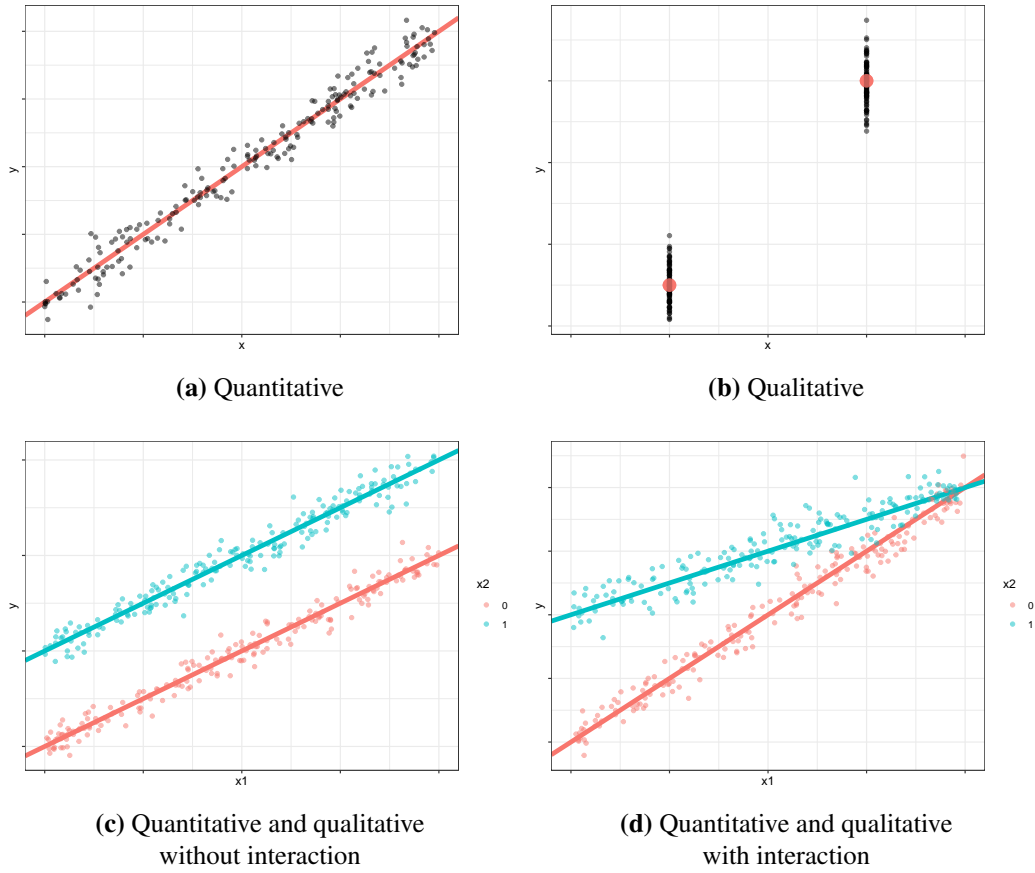 y
y
x
x
(a) Quantitative
(b) Qualitative
y
x2
0
1
y
x2
0
1
x1
x1
(c) Quantitative and qualitative
without interaction
(d) Quantitative and qualitative
with interaction